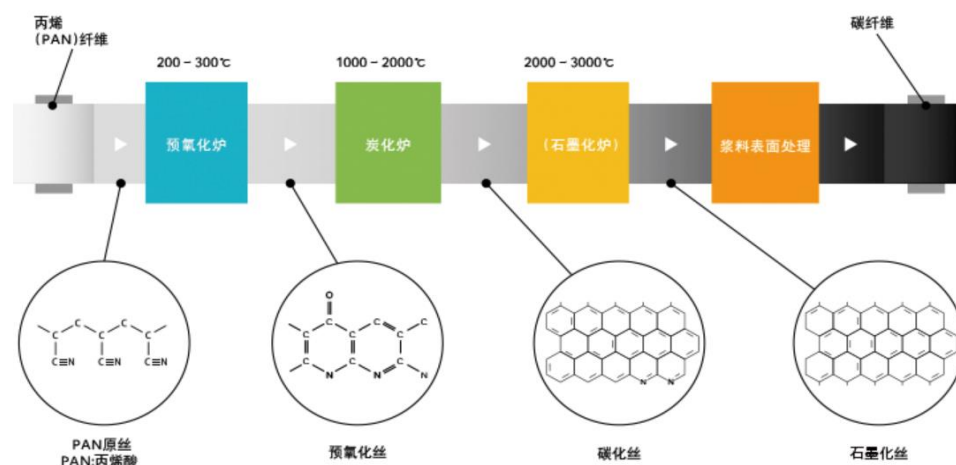 丙烯
(PAN)纤维
碳纤维
200 – 300℃
1000 – 2000℃
2000 – 3000℃
预氧化炉
炭化炉
(石墨化炉)
浆料表面处理
C C C C C
C≡N C≡N C≡N
O
C C C
C C C C
C C C C
N N N
N N
PAN原丝
PAN:丙烯酸
预氧化丝
碳化丝
石墨化丝